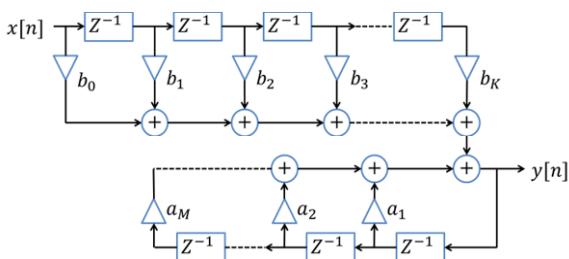 x[n] Z⁻¹ Z⁻¹ Z⁻¹ Z⁻¹
b₀ b₁ b₂ b₃ b_K
+ + + +
+ + + y[n]
a_M a₂ a₁
Z⁻¹ Z⁻¹ Z⁻¹